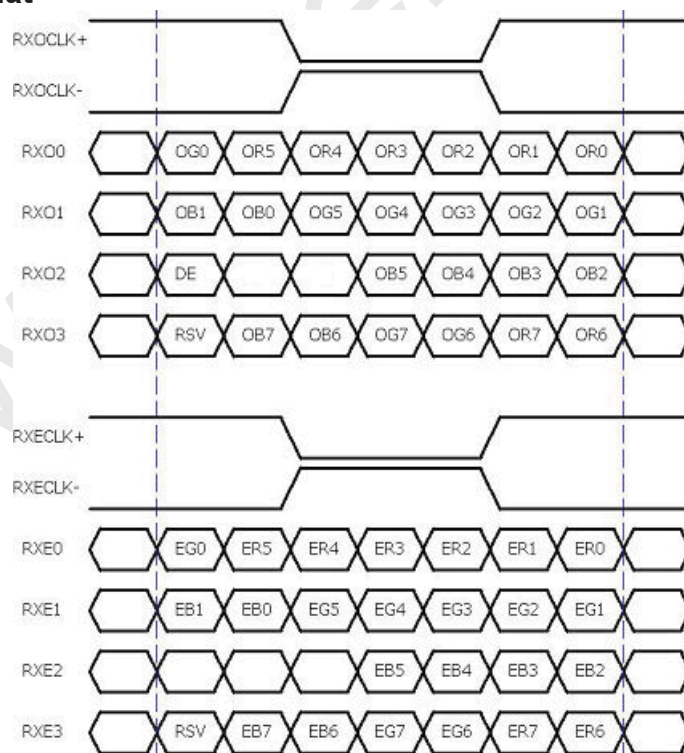 RXOCLK+
RXOCLK-
RXO0 OG0 OR5 OR4 OR3 OR2 OR1 OR0
RXO1 OB1 OB0 OG5 OG4 OG3 OG2 OG1
RXO2 DE OB5 OB4 OB3 OB2
RXO3 RSV OB7 OB6 OG7 OG6 OR7 OR6
RXECLK+
RXECLK-
RXE0 EG0 ER5 ER4 ER3 ER2 ER1 ER0
RXE1 EB1 EB0 EG5 EG4 EG3 EG2 EG1
RXE2 EB5 EB4 EB3 EB2
RXE3 RSV EB7 EB6 EG7 EG6 ER7 ER6